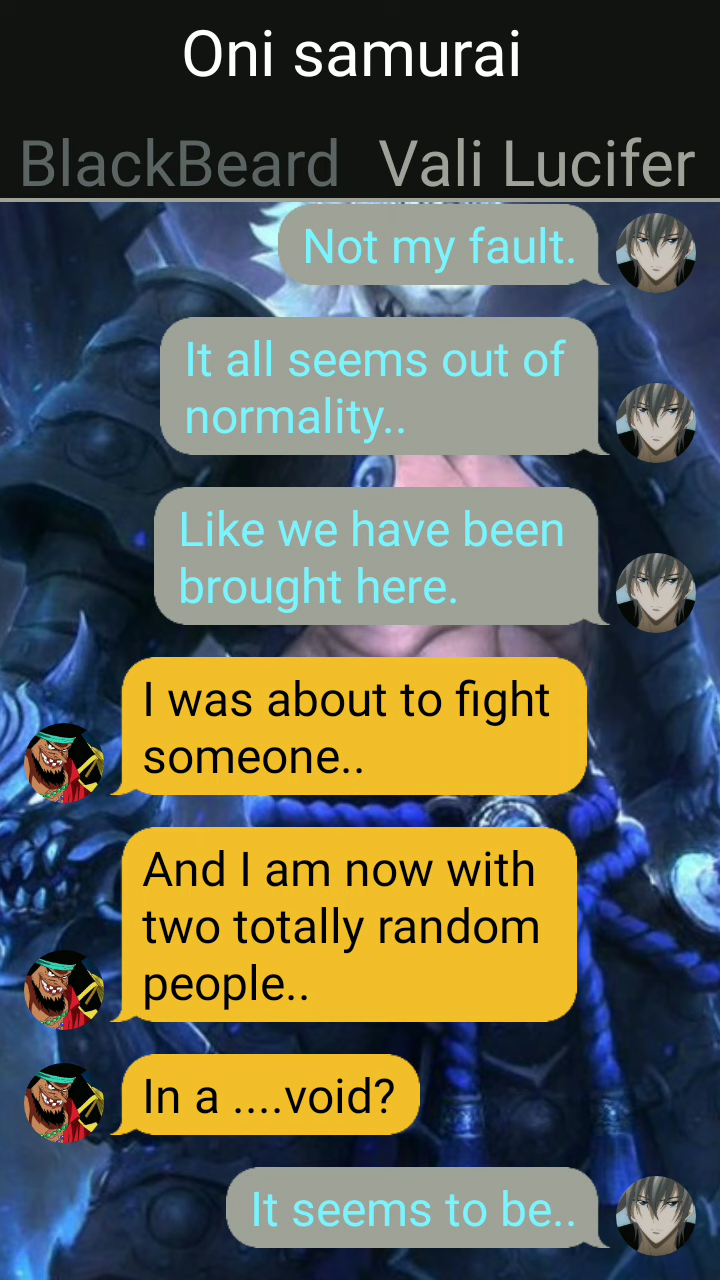 Oni samurai
BlackBeard Vali Lucifer
Not my fault.
It all seems out of
normality..
Like we have been
brought here.
I was about to fight
someone..
And I am now with
two totally random
people..
In a ....void?
It seems to be..